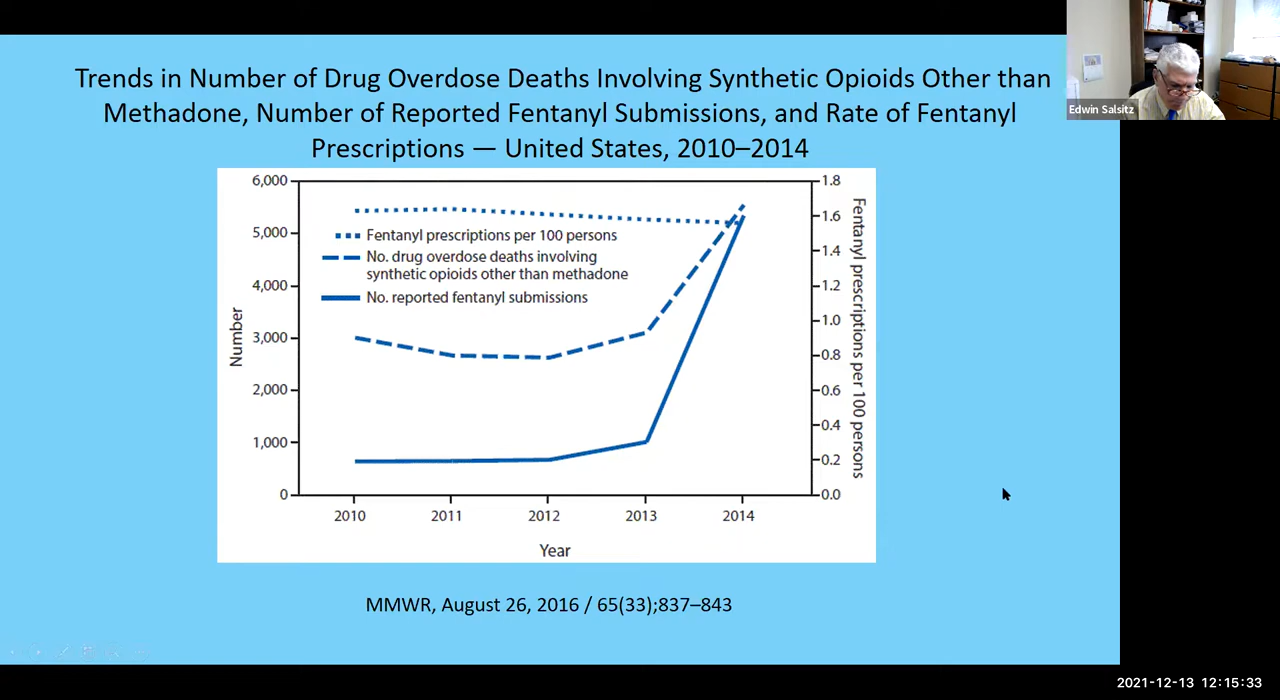 Trends in Number of Drug Overdose Deaths Involving Synthetic Opioids Other than
Methadone, Number of Reported Fentanyl Submissions, and Rate of Fentanyl
Prescriptions — United States, 2010–2014
Edwin Salsitz
6,000
5,000
4,000
3,000
2,000
1,000
0
Number
Fentanyl prescriptions per 100 persons
No. drug overdose deaths involving
synthetic opioids other than methadone
No. reported fentanyl submissions
1.8
1.6
1.4
1.2
1.0
0.8
0.6
0.4
0.2
0.0
Fentanyl prescriptions per 100 persons
2010
2011
2012
2013
2014
Year
MMWR, August 26, 2016 / 65(33);837–843
2021-12-13 12:15:33